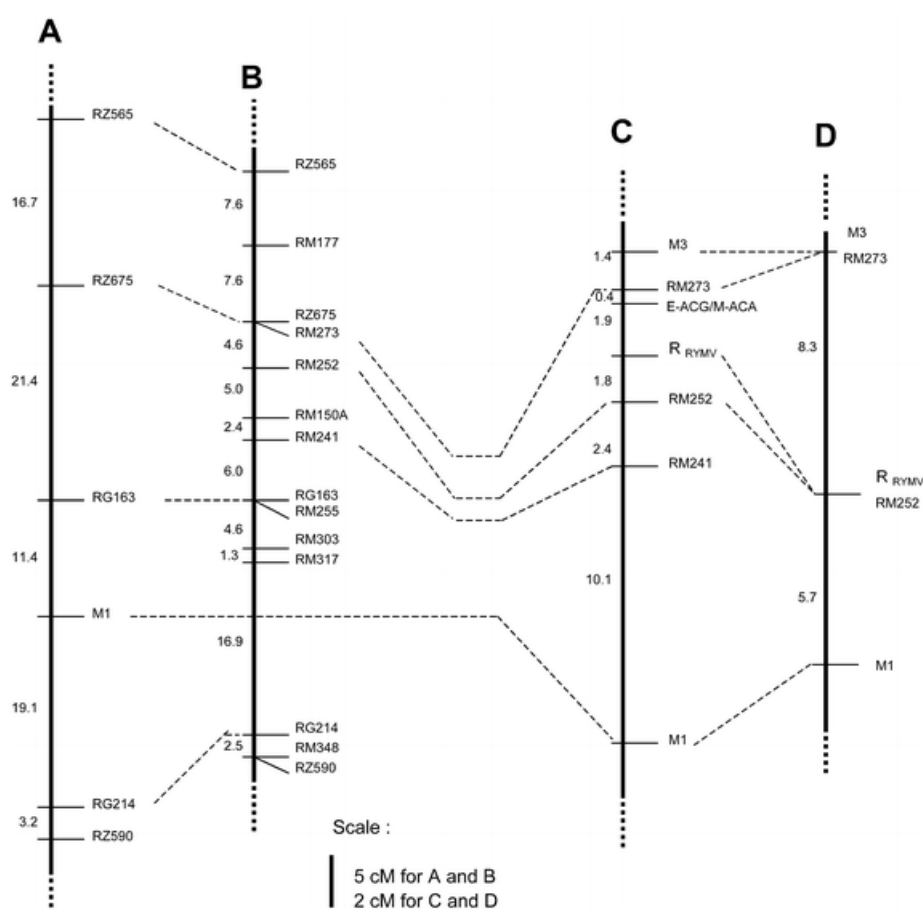 A
RZ565
16.7
RZ675
21.4
RG163
11.4
M1
19.1
RG214
3.2
RZ590
B
RZ565
7.6
RM177
7.6
RZ675
RM273
4.6
RM252
5.0
RM150A
2.4
RM241
6.0
RG163
RM255
4.6
RM303
1.3
RM317
16.9
RG214
2.5
RM348
RZ590
C
M3
1.4
RM273
0.4
E-ACG/M-ACA
1.9
R RYMV
1.8
RM252
2.4
RM241
10.1
M1
D
M3
RM273
8.3
R RYMV
RM252
5.7
M1
Scale :
5 cM for A and B
2 cM for C and D